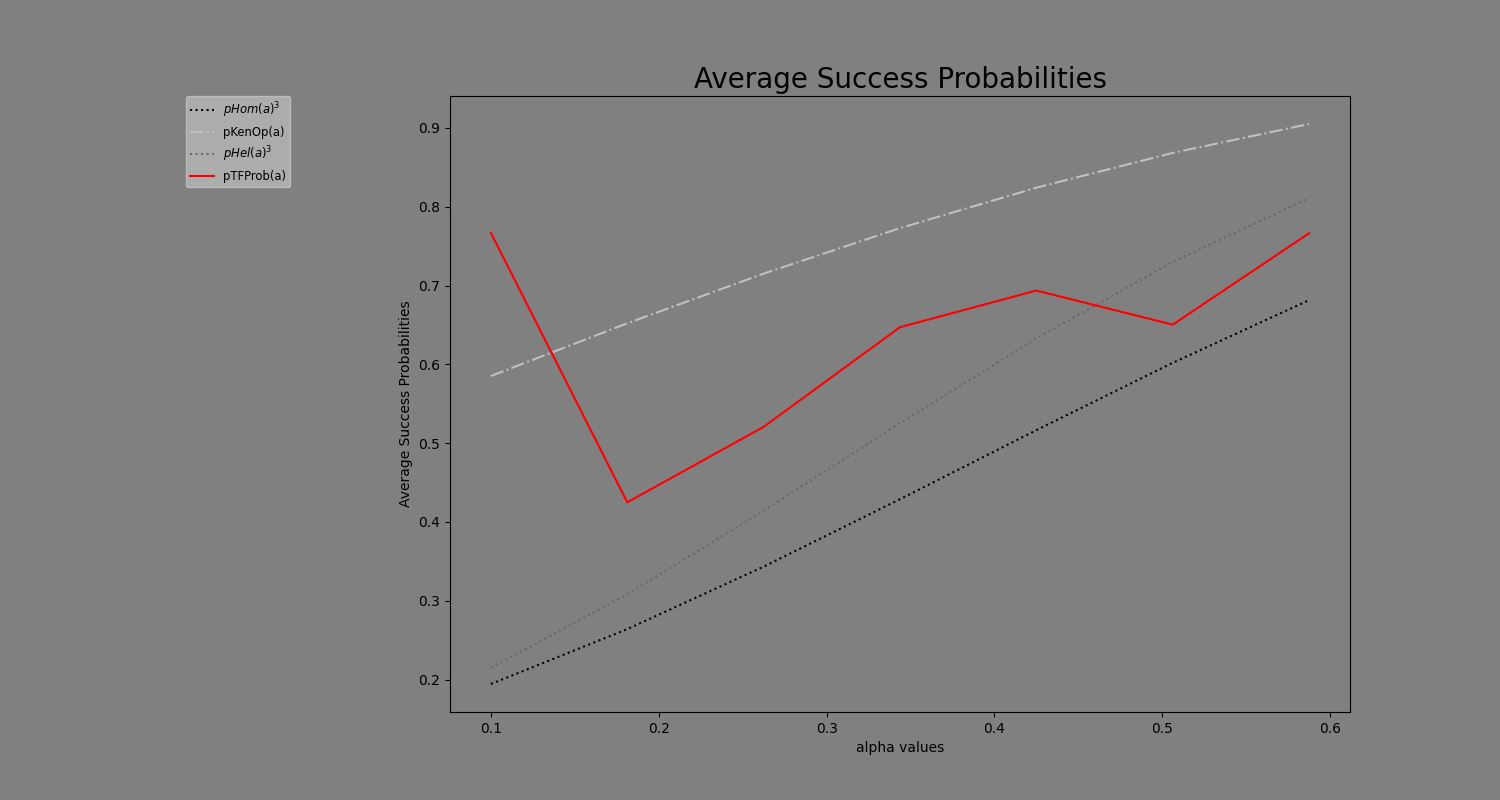 Average Success Probabilities
pHom(a)³
pKenOp(a)
pHel(a)³
pTFProb(a)
Average Success Probabilities
0.9
0.8
0.7
0.6
0.5
0.4
0.3
0.2
0.1 0.2 0.3 0.4 0.5 0.6
alpha values